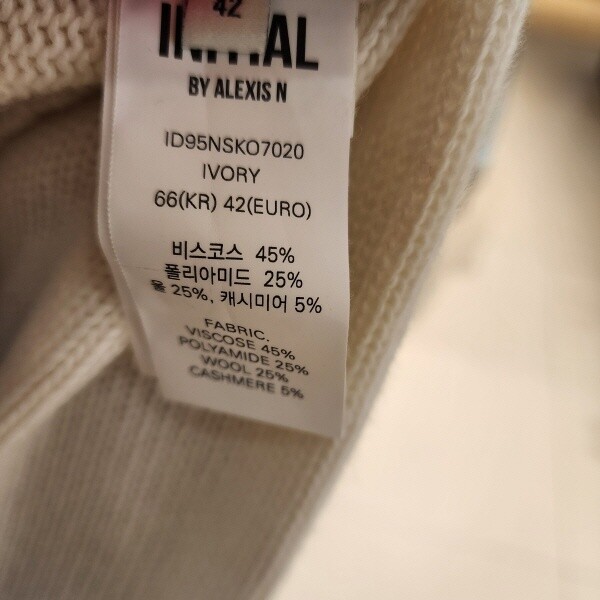 42
INITIAL
BY ALEXIS N
ID95NSKO7020
IVORY
66(KR) 42(EURO)
비스코스 45%
폴리아미드 25%
울 25%, 캐시미어 5%
FABRIC.
VISCOSE 45%
POLYAMIDE 25%
WOOL 25%
CASHMERE 5%